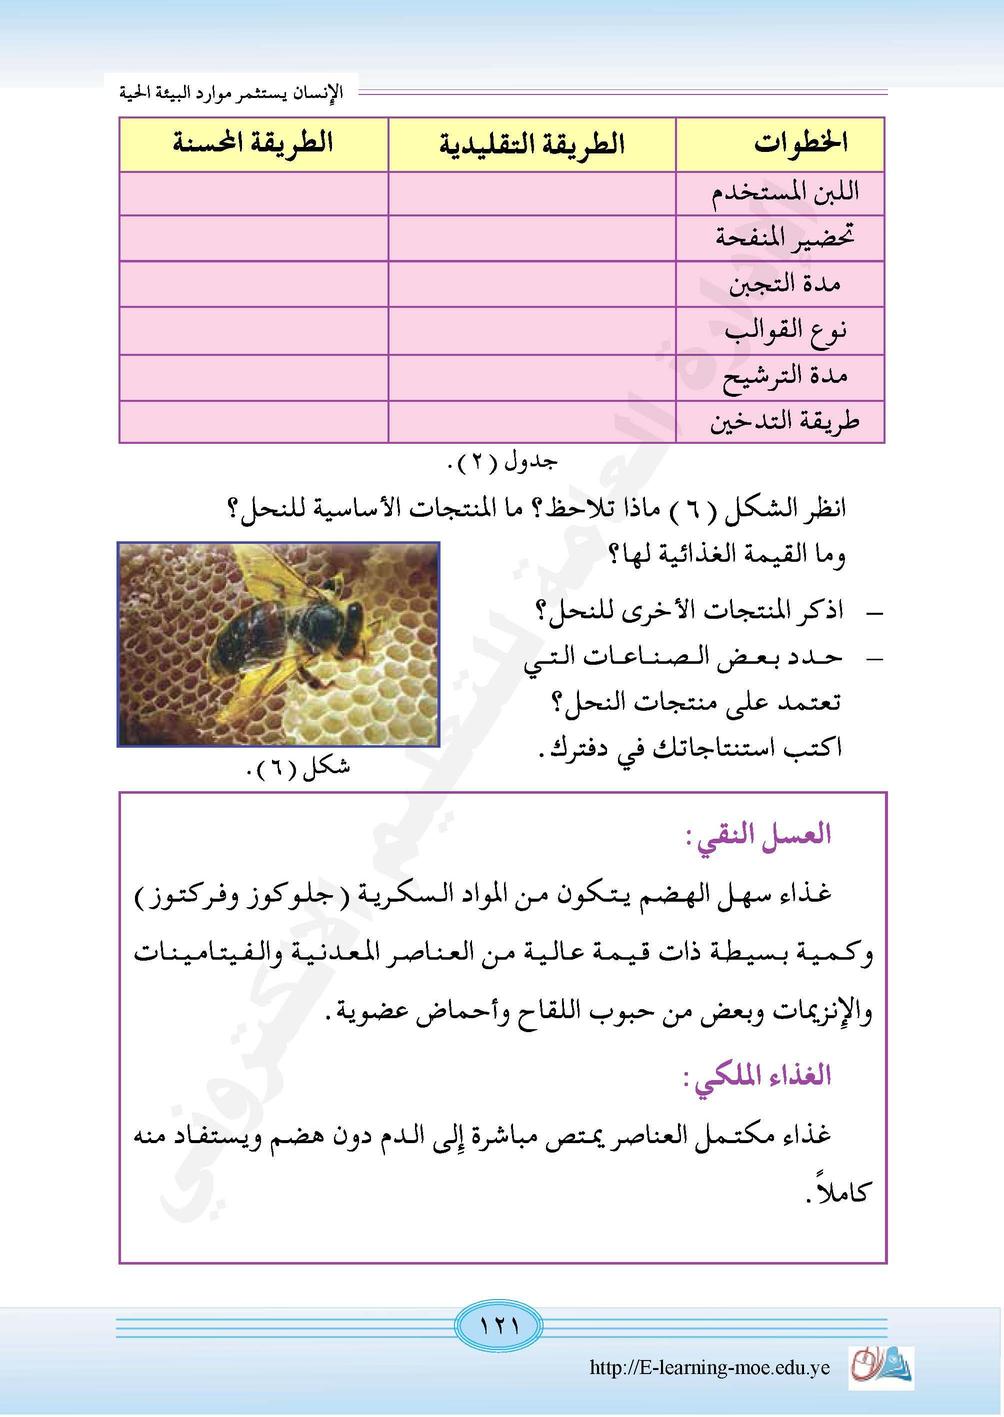 الإنسان يستثمر موارد البيئة الحية
الخطوات الطريقة التقليدية الطريقة المحسنة
اللبن المستخدم
تحضير المنفحة
مدة التجبن
نوع القوالب
مدة الترشيح
طريقة التدخين
جدول (٢).
انظر الشكل (٦) ماذا تلاحظ؟ ما المنتجات الأساسية للنحل؟
وما القيمة الغذائية لها؟
– اذكر المنتجات الأخرى للنحل؟
– حدد بعض الصناعات التي
تعتمد على منتجات النحل؟
اكتب استنتاجاتك في دفترك.
شكل (٦).
العسل النقي:
غذاء سهل الهضم يتكون من المواد السكرية (جلوكوز وفركتوز)
وكمية بسيطة ذات قيمة عالية من العناصر المعدنية والفيتامينات
والإنزيمات وبعض من حبوب اللقاح وأحماض عضوية.
الغذاء الملكي:
غذاء مكتمل العناصر يمتص مباشرة إلى الدم دون هضم ويستفاد منه
كاملاً.
الإدارة العامة للتعليم الالكتروني
١٢١
http://E-learning-moe.edu.ye